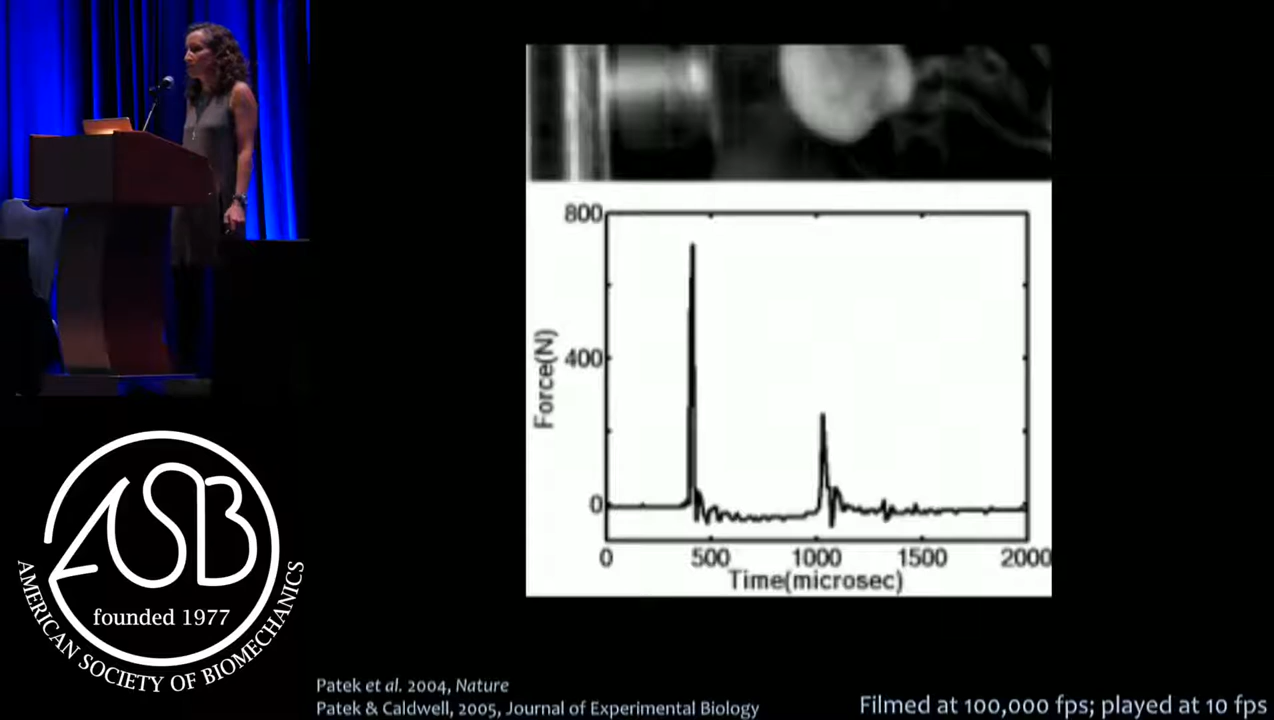 800
400
0
Force(N)
0 500 1000 1500 2000
Time(microsec)
ASB
founded 1977
AMERICAN SOCIETY OF BIOMECHANICS
Patek et al. 2004, Nature
Patek & Caldwell, 2005, Journal of Experimental Biology
Filmed at 100,000 fps; played at 10 fps